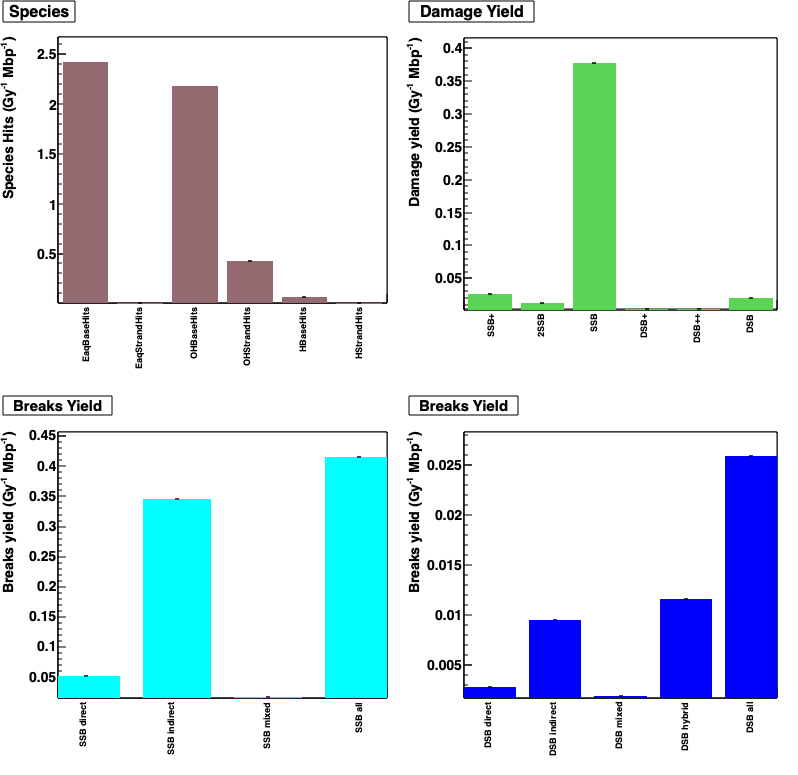 Species
Species Hits (Gy⁻¹ Mbp⁻¹)
2.5
2
1.5
1
0.5
EaqBaseHits
EaqStrandHits
OHBaseHits
OHStrandHits
HBaseHits
HStrandHits
Damage Yield
Damage yield (Gy⁻¹ Mbp⁻¹)
0.4
0.35
0.3
0.25
0.2
0.15
0.1
0.05
SSB+
2SSB
SSB
DSB+
DSB++
DSB
Breaks Yield
Breaks yield (Gy⁻¹ Mbp⁻¹)
0.45
0.4
0.35
0.3
0.25
0.2
0.15
0.1
0.05
SSB direct
SSB indirect
SSB mixed
SSB all
Breaks Yield
Breaks yield (Gy⁻¹ Mbp⁻¹)
0.025
0.02
0.015
0.010
0.005
DSB direct
DSB indirect
DSB mixed
DSB hybrid
DSB all